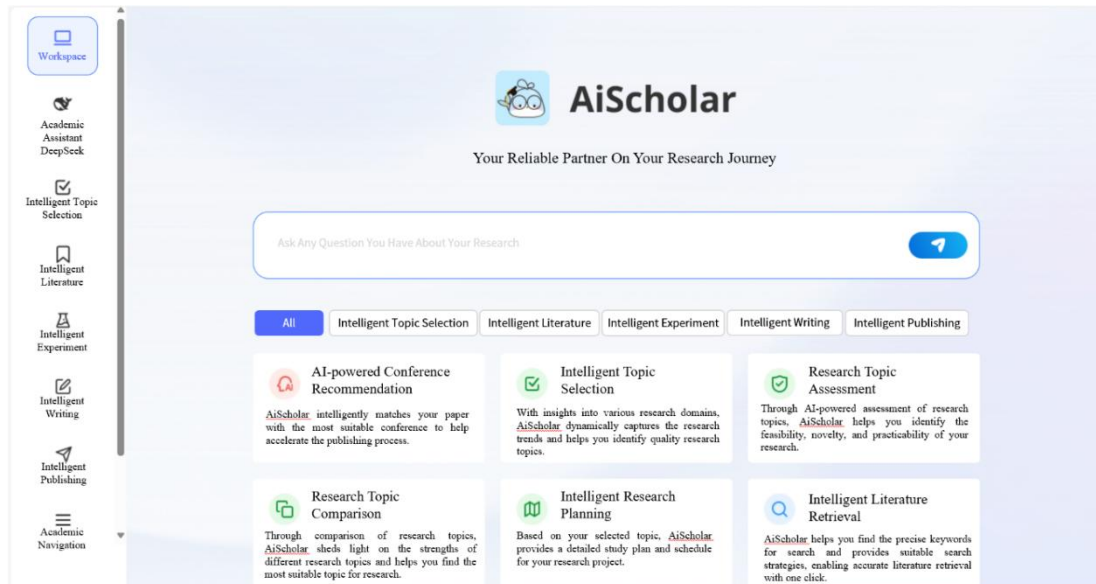 Workspace
Academic
Assistant
DeepSeek
Intelligent Topic
Selection
Intelligent
Literature
Intelligent
Experiment
Intelligent
Writing
Intelligent
Publishing
Academic
Navigation
AiScholar
Your Reliable Partner On Your Research Journey
Ask Any Question You Have About Your Research
All
Intelligent Topic Selection
Intelligent Literature
Intelligent Experiment
Intelligent Writing
Intelligent Publishing
AI-powered Conference
Recommendation
AiScholar intelligently matches your paper
with the most suitable conference to help
accelerate the publishing process.
Intelligent Topic
Selection
With insights into various research domains,
AiScholar dynamically captures the research
trends and helps you identify quality research
topics.
Research Topic
Assessment
Through AI-powered assessment of research
topics, AiScholar helps you identify the
feasibility, novelty, and practicability of your
research.
Research Topic
Comparison
Through comparison of research topics,
AiScholar sheds light on the strengths of
different research topics and helps you find the
most suitable topic for research.
Intelligent Research
Planning
Based on your selected topic, AiScholar
provides a detailed study plan and schedule
for your research project.
Intelligent Literature
Retrieval
AiScholar helps you find the precise keywords
for search and provides suitable search
strategies, enabling accurate literature retrieval
with one click.